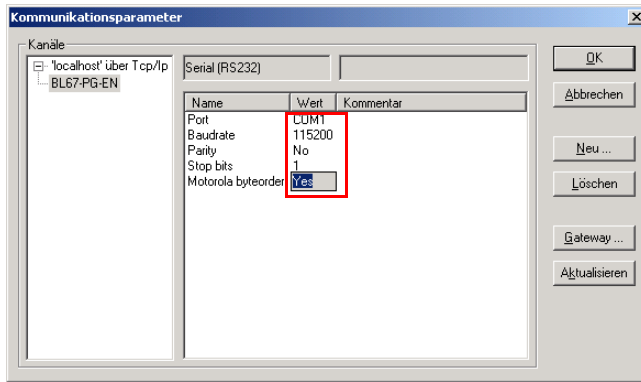 Kommunikationsparameter
Kanäle
'localhost' über Tcp/Ip
BL67-PG-EN
Serial (RS232)
Name Wert Kommentar
Port COM1
Baudrate 115200
Parity No
Stop bits 1
Motorola byteorder Yes
OK
Abbrechen
Neu ...
Löschen
Gateway ...
Aktualisieren